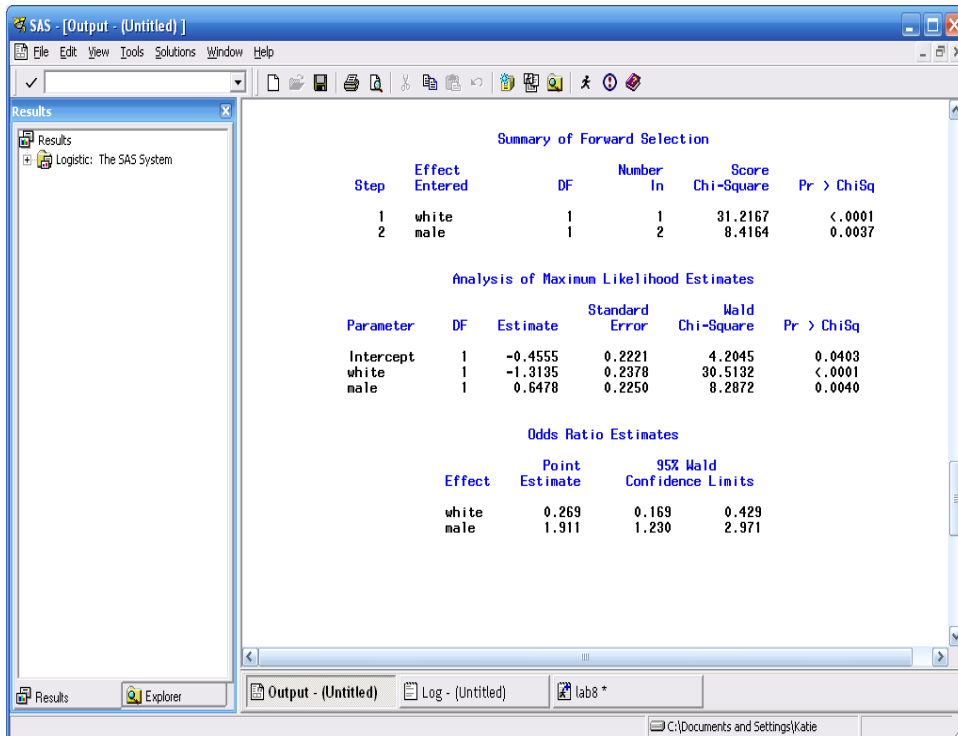 SAS - [Output - (Untitled) ]
File Edit View Tools Solutions Window Help
Results
Results
Logistic: The SAS System
Summary of Forward Selection
Effect Number Score
Step Entered DF In Chi-Square Pr > ChiSq
1 white 1 1 31.2167 <.0001
2 male 1 2 8.4164 0.0037
Analysis of Maximum Likelihood Estimates
Standard Wald
Parameter DF Estimate Error Chi-Square Pr > ChiSq
Intercept 1 -0.4555 0.2221 4.2045 0.0403
white 1 -1.3135 0.2378 30.5132 <.0001
male 1 0.6478 0.2250 8.2872 0.0040
Odds Ratio Estimates
Point 95% Wald
Effect Estimate Confidence Limits
white 0.269 0.169 0.429
male 1.911 1.230 2.971
Results Explorer
Output - (Untitled) Log - (Untitled) lab8 *
C:\Documents and Settings\Katie